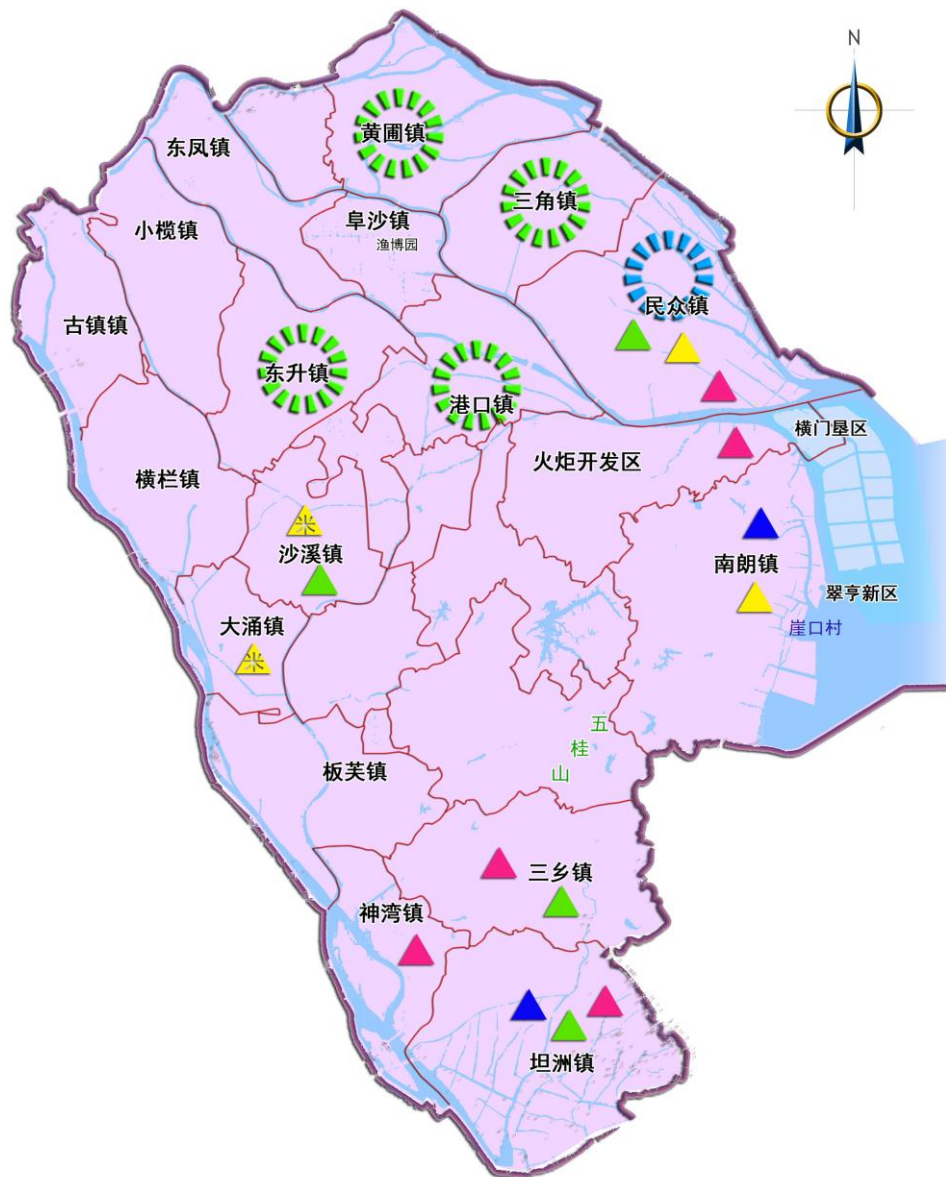 N
黄圃镇
东凤镇
三角镇
阜沙镇
小榄镇
渔博园
民众镇
古镇镇
东升镇
港口镇
横门垦区
火炬开发区
横栏镇
米
沙溪镇
南朗镇
翠亨新区
大涌镇
崖口村
米
五
桂
山
板芙镇
三乡镇
神湾镇
坦洲镇